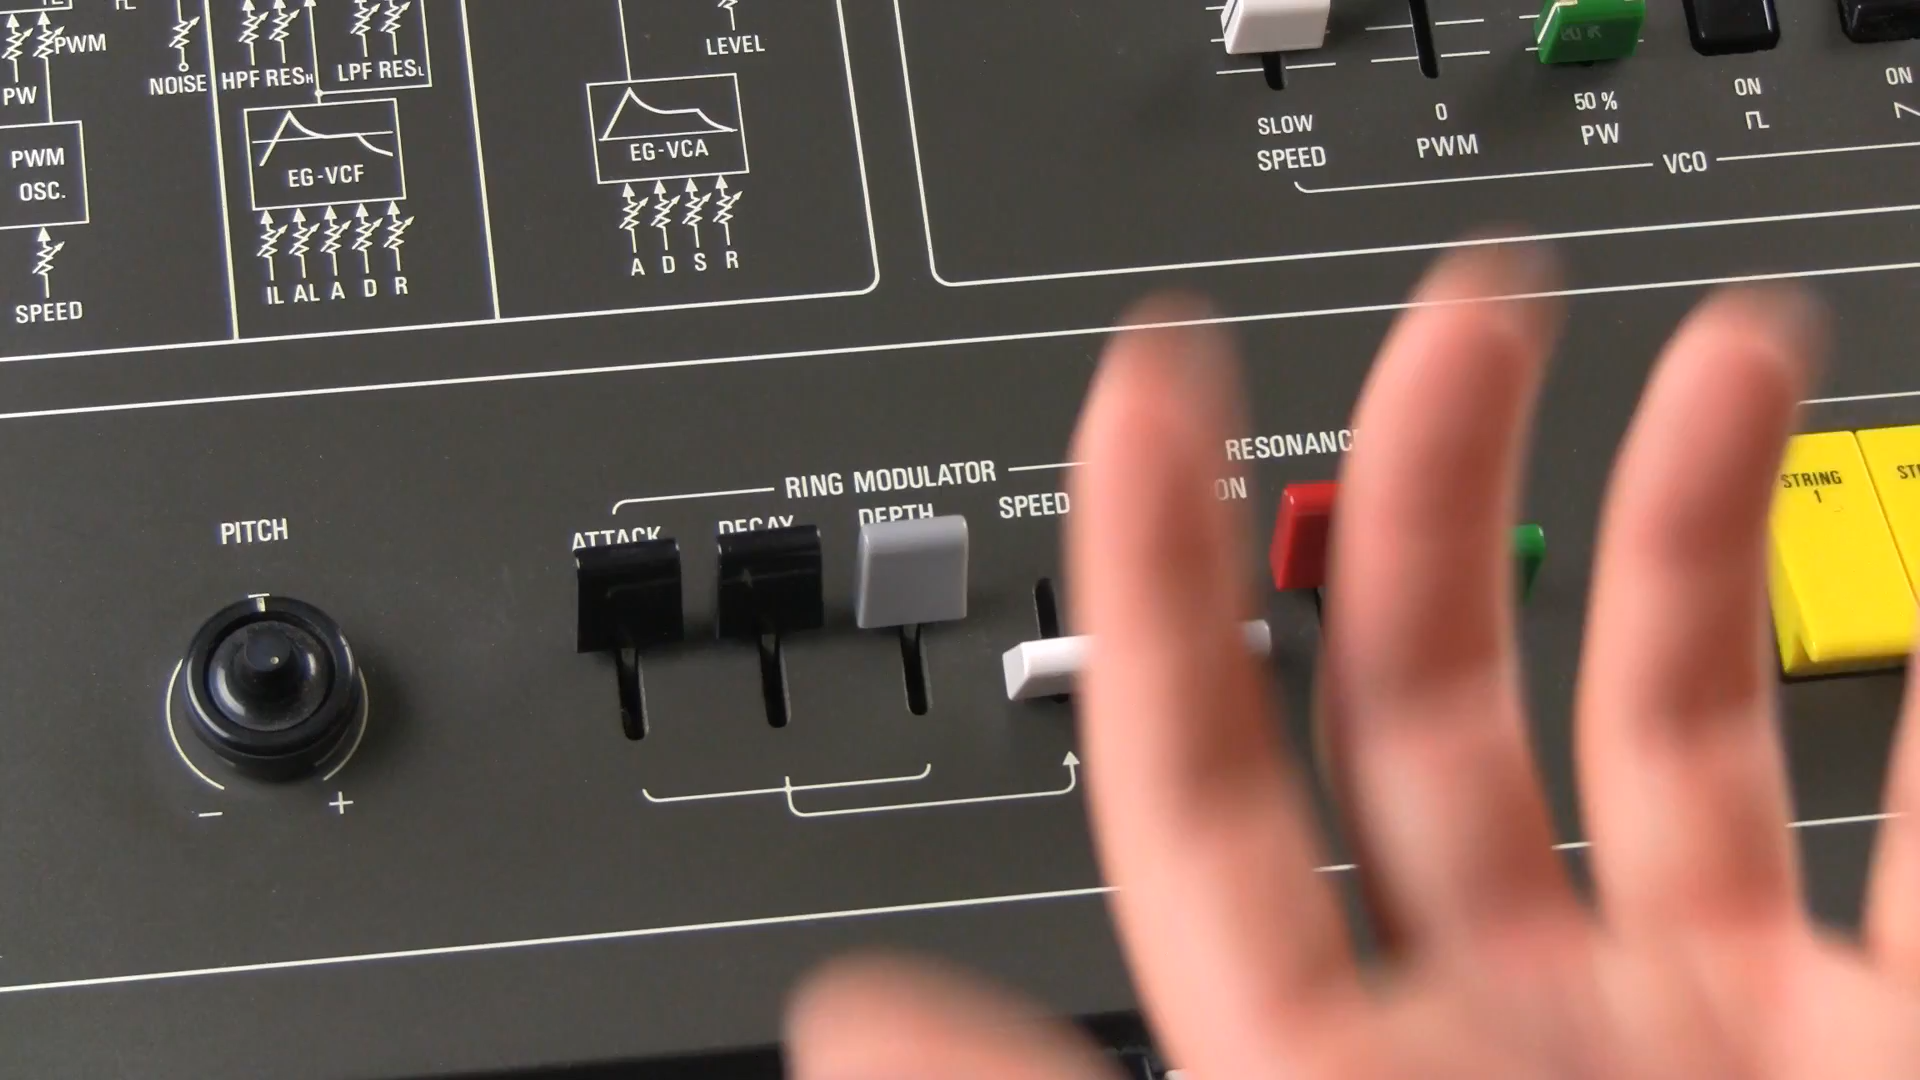 PWM
PW
NOISE
HPF RESH
LPF RESL
LEVEL
PWM
OSC.
SPEED
EG-VCF
IL AL A D R
EG-VCA
A D S R
SLOW
SPEED
0
PWM
50 %
PW
ON
ON
VCO
PITCH
- +
RING MODULATOR
ATTACK
DECAY
DEPTH
SPEED
RESONANC
ON
STRING
1